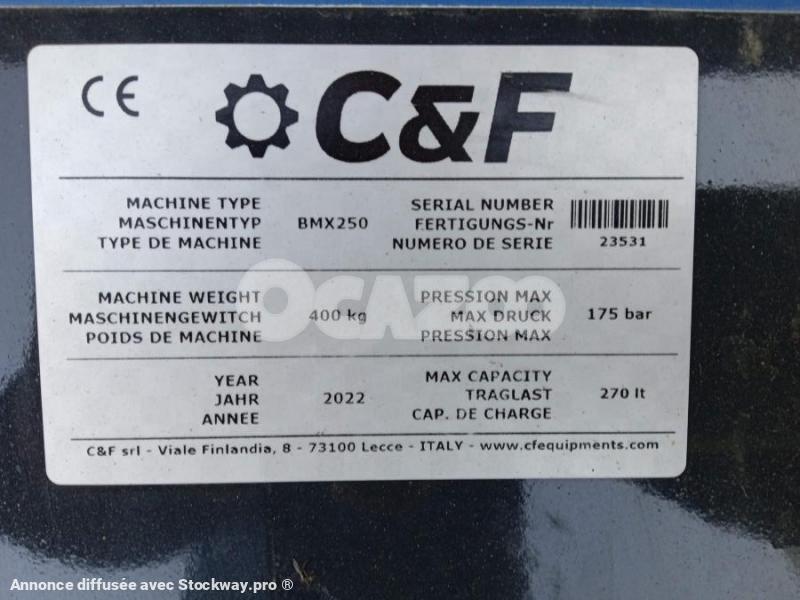 CE
C&F
MACHINE TYPE
MASCHINENTYP
TYPE DE MACHINE
BMX250
SERIAL NUMBER
FERTIGUNGS-Nr
NUMERO DE SERIE
23531
MACHINE WEIGHT
MASCHINENGEWITCH
POIDS DE MACHINE
400 kg
PRESSION MAX
MAX DRUCK
PRESSION MAX
175 bar
YEAR
JAHR
ANNEE
2022
MAX CAPACITY
TRAGLAST
CAP. DE CHARGE
270 lt
C&F srl - Viale Finlandia, 8 - 73100 Lecce - ITALY - www.cfequipments.com
OCAZOO
Annonce diffusée avec Stockway.pro ®